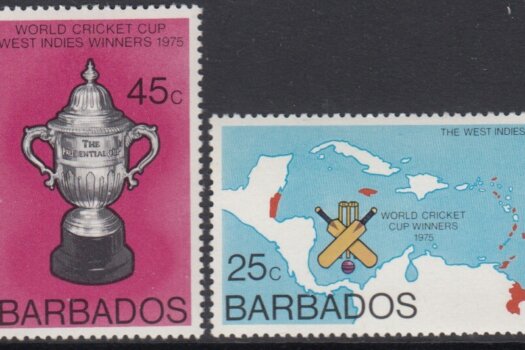 WORLD CRICKET CUP
WEST INDIES WINNERS 1975
45c
THE
PRUDENTIAL CUP
BARBADOS
THE WEST INDIES
WORLD CRICKET
CUP WINNERS
1975
25c
BARBADOS